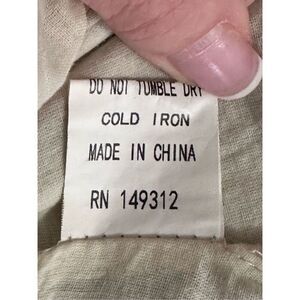 DO NOT TUMBLE DRY
COLD IRON
MADE IN CHINA
RN 149312